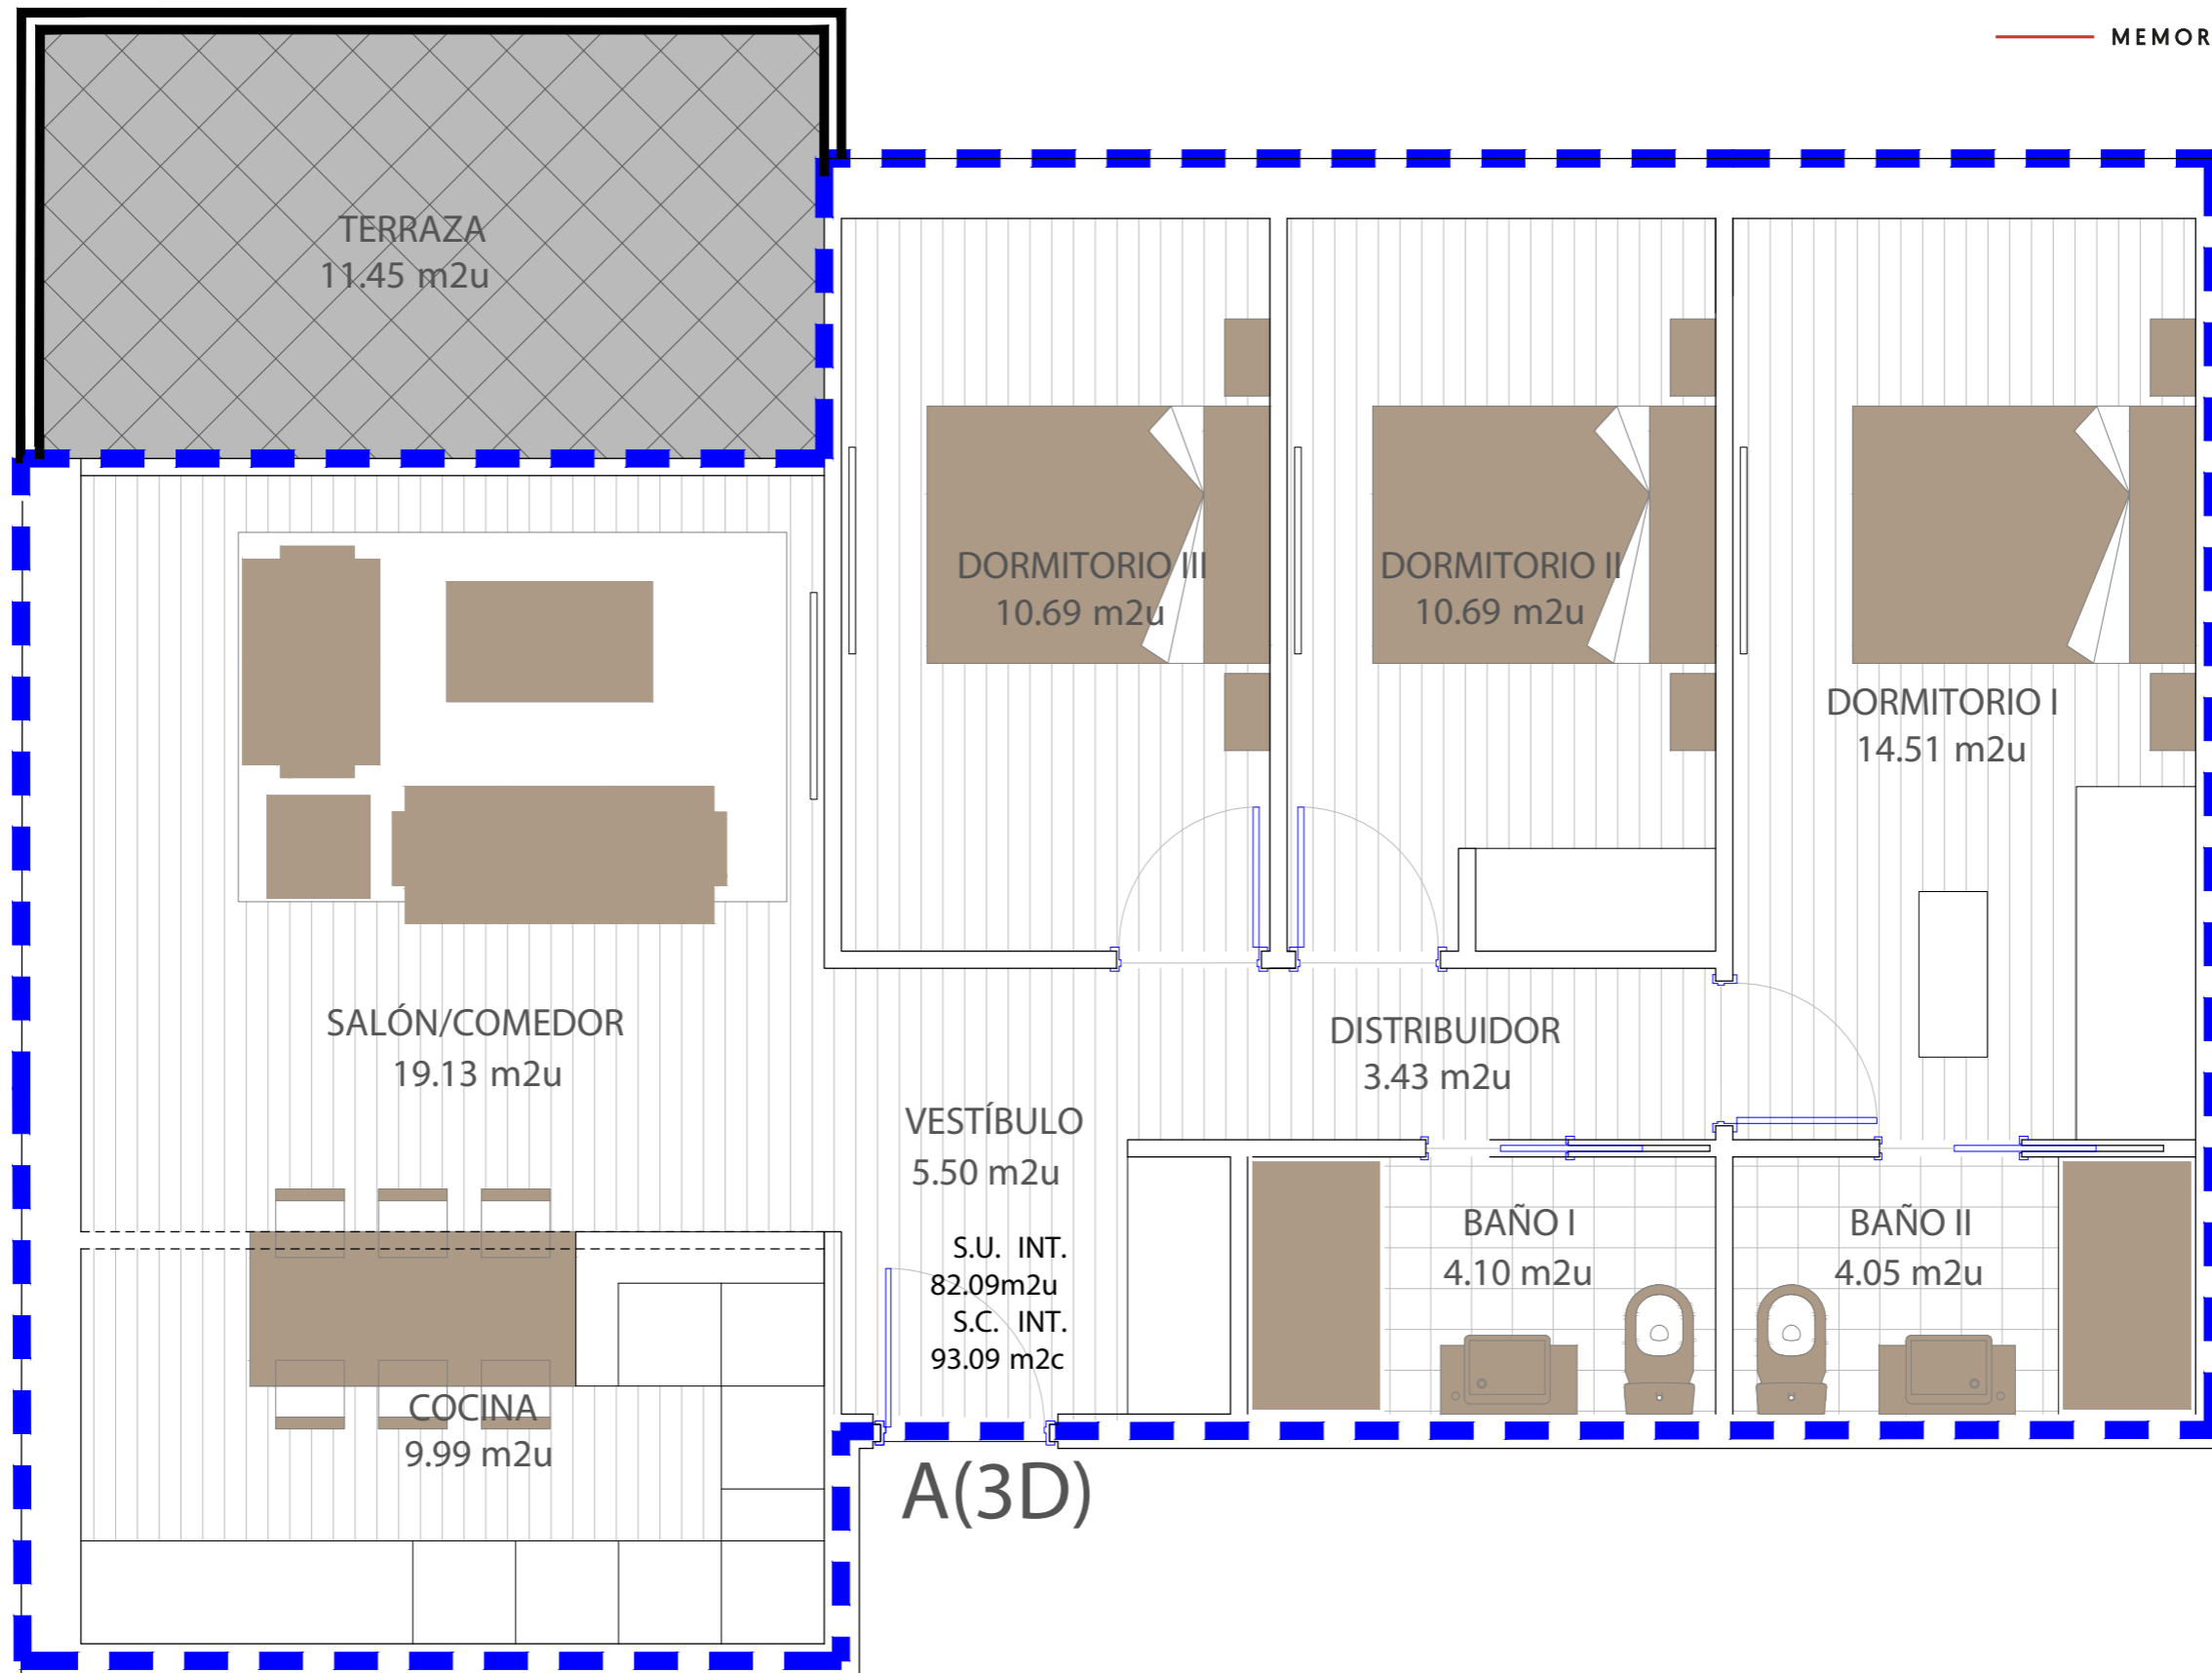 MEMOR
TERRAZA
11.45 m2u
DORMITORIO III
10.69 m2u
DORMITORIO II
10.69 m2u
DORMITORIO I
14.51 m2u
SALÓN/COMEDOR
19.13 m2u
DISTRIBUIDOR
3.43 m2u
VESTÍBULO
5.50 m2u
S.U. INT.
82.09m2u
S.C. INT.
93.09 m2c
BAÑO I
4.10 m2u
BAÑO II
4.05 m2u
COCINA
9.99 m2u
A(3D)